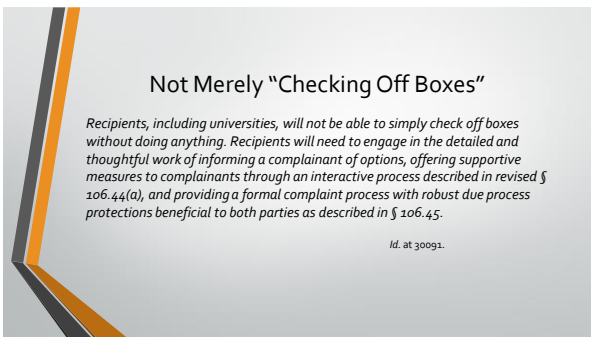 Not Merely “Checking Off Boxes”
Recipients, including universities, will not be able to simply check off boxes
without doing anything. Recipients will need to engage in the detailed and
thoughtful work of informing a complainant of options, offering supportive
measures to complainants through an interactive process described in revised §
106.44(a), and providing a formal complaint process with robust due process
protections beneficial to both parties as described in § 106.45.
Id. at 30091.